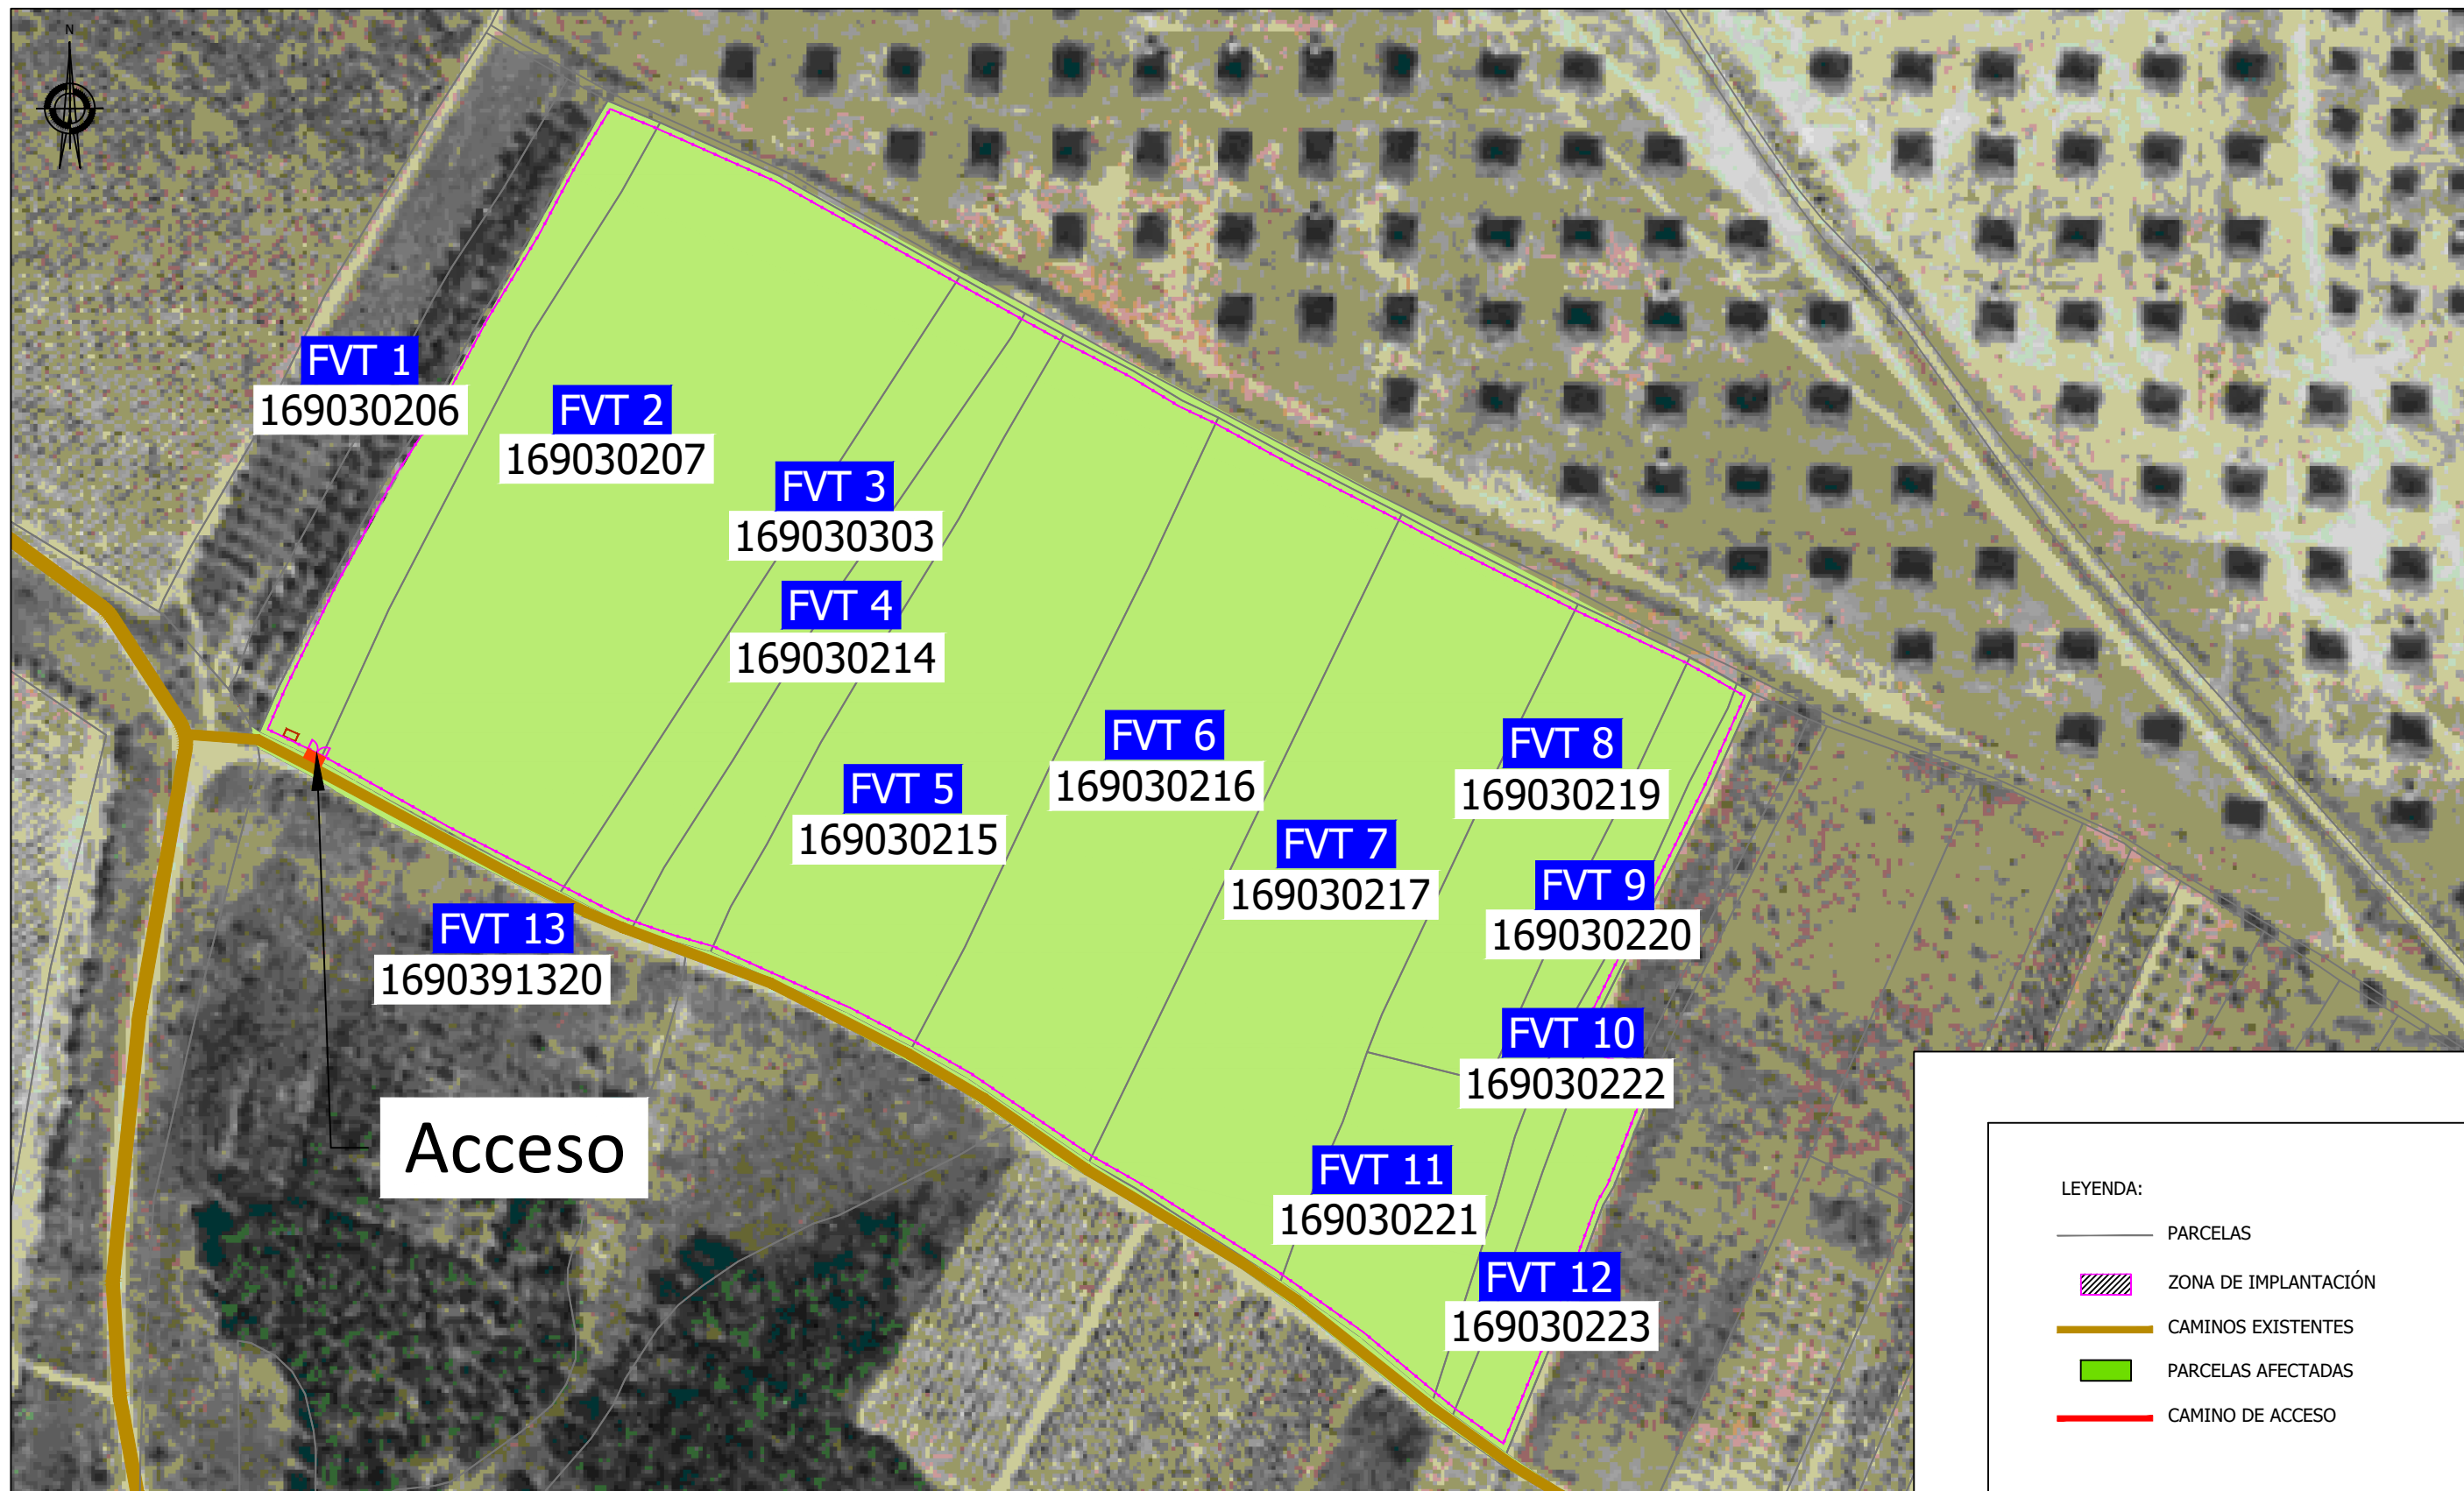 N
FVT 1
169030206
FVT 2
169030207
FVT 3
169030303
FVT 4
169030214
FVT 5
169030215
FVT 6
169030216
FVT 7
169030217
FVT 8
169030219
FVT 9
169030220
FVT 10
169030222
FVT 11
169030221
FVT 12
169030223
FVT 13
1690391320
Acceso
LEYENDA:
PARCELAS
ZONA DE IMPLANTACIÓN
CAMINOS EXISTENTES
PARCELAS AFECTADAS
CAMINO DE ACCESO